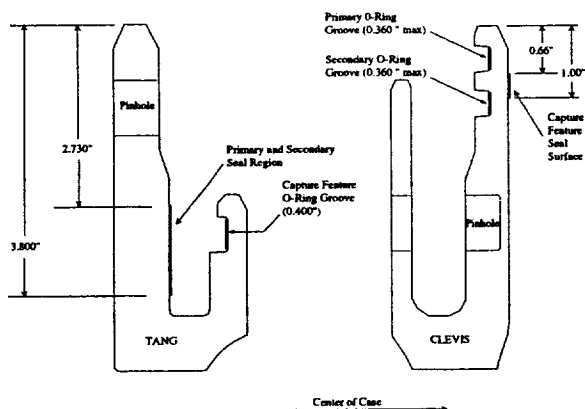 Primary 0-Ring
Groove (0.360 " max)
Secondary O-Ring
Groove (0.360 " max)
0.66"
1.00"
Capture
Feature
Seal
Surface
Pinhole
2.730"
3.800"
Primary and Secondary
Seal Region
Capture Feature
O-Ring Groove
(0.400")
TANG
Pinhole
CLEVIS
Center of Case